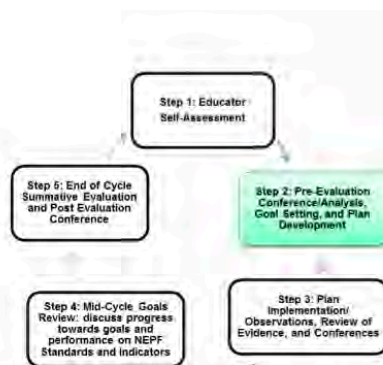 Step 1: Educator
Self-Assessment
Step 5: End of Cycle
Summative Evaluation
and Post Evaluation
Conference
Step 2: Pre-Evaluation
Conference/Analysis,
Goal Setting, and Plan
Development
Step 4: Mid-Cycle Goals
Review: discuss progress
towards goals and
performance on NEPF
Standards and indicators
Step 3: Plan
Implementation/
Observations, Review of
Evidence, and Conferences